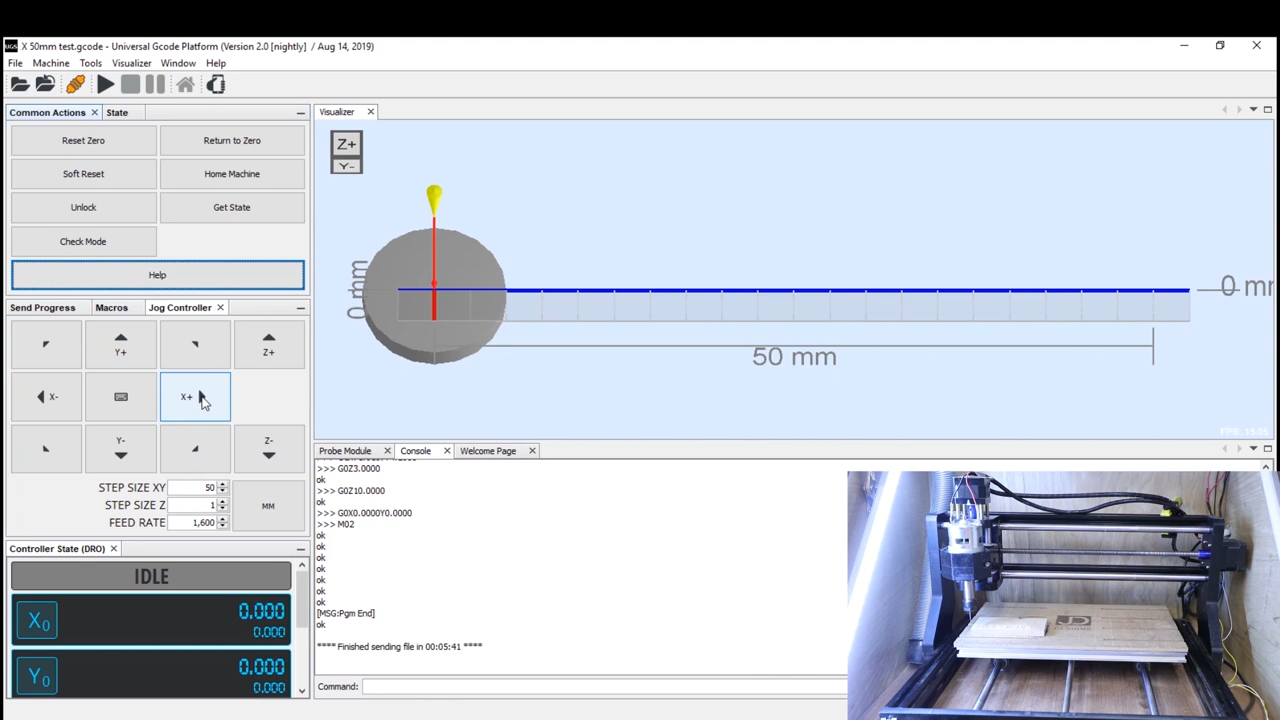 UGS X 50mm test.gcode - Universal Gcode Platform (Version 2.0 [nightly] / Aug 14, 2019)
File Machine Tools Visualizer Window Help
Common Actions State
Reset Zero Return to Zero
Soft Reset Home Machine
Unlock Get State
Check Mode
Help
Send Progress Macros Jog Controller
Y+ Z+
X- X+
Y- Z-
STEP SIZE XY 50
STEP SIZE Z 1
FEED RATE 1,600
MM
Controller State (DRO)
IDLE
X0 0.000
0.000
Y0 0.000
0.000
Visualizer
Z+
Y-
0 mm
50 mm
0 mm
Probe Module Console Welcome Page
>>> G0Z3.0000
ok
>>> G0Z10.0000
ok
>>> G0X0.0000Y0.0000
>>> M02
ok
ok
ok
ok
ok
ok
ok
[MSG:Pgm End]
ok
**** Finished sending file in 00:05:41 ****
Command:
JD